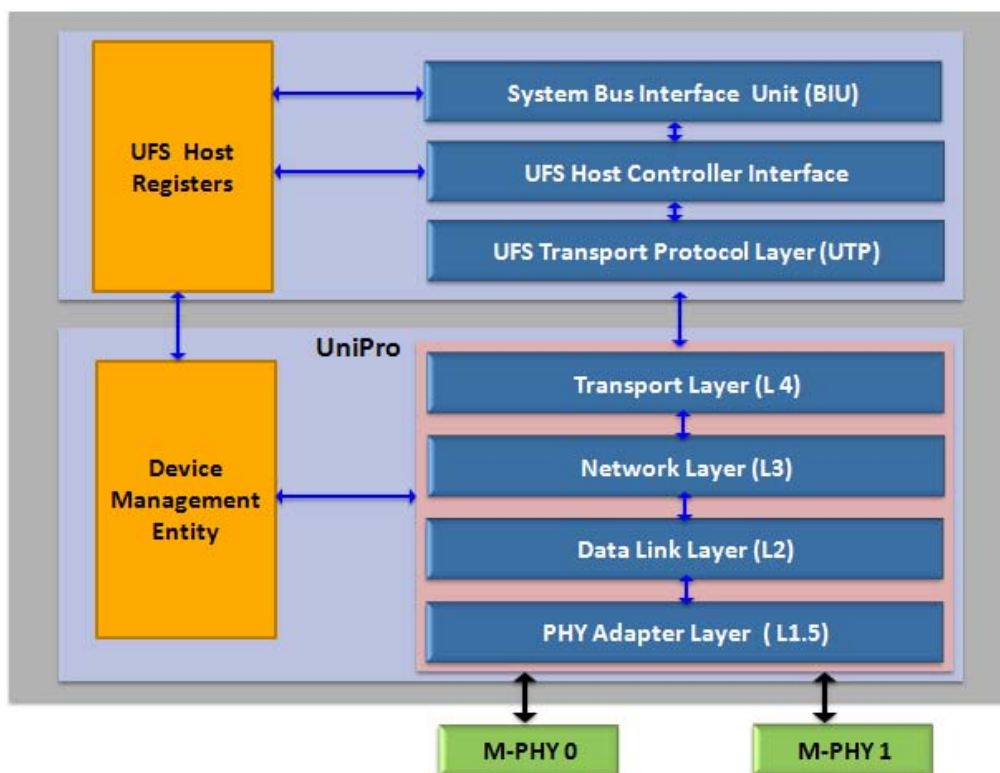 UFS Host
Registers
System Bus Interface Unit (BIU)
UFS Host Controller Interface
UFS Transport Protocol Layer (UTP)
UniPro
Device
Management
Entity
Transport Layer (L 4)
Network Layer (L3)
Data Link Layer (L2)
PHY Adapter Layer ( L1.5)
M-PHY 0
M-PHY 1